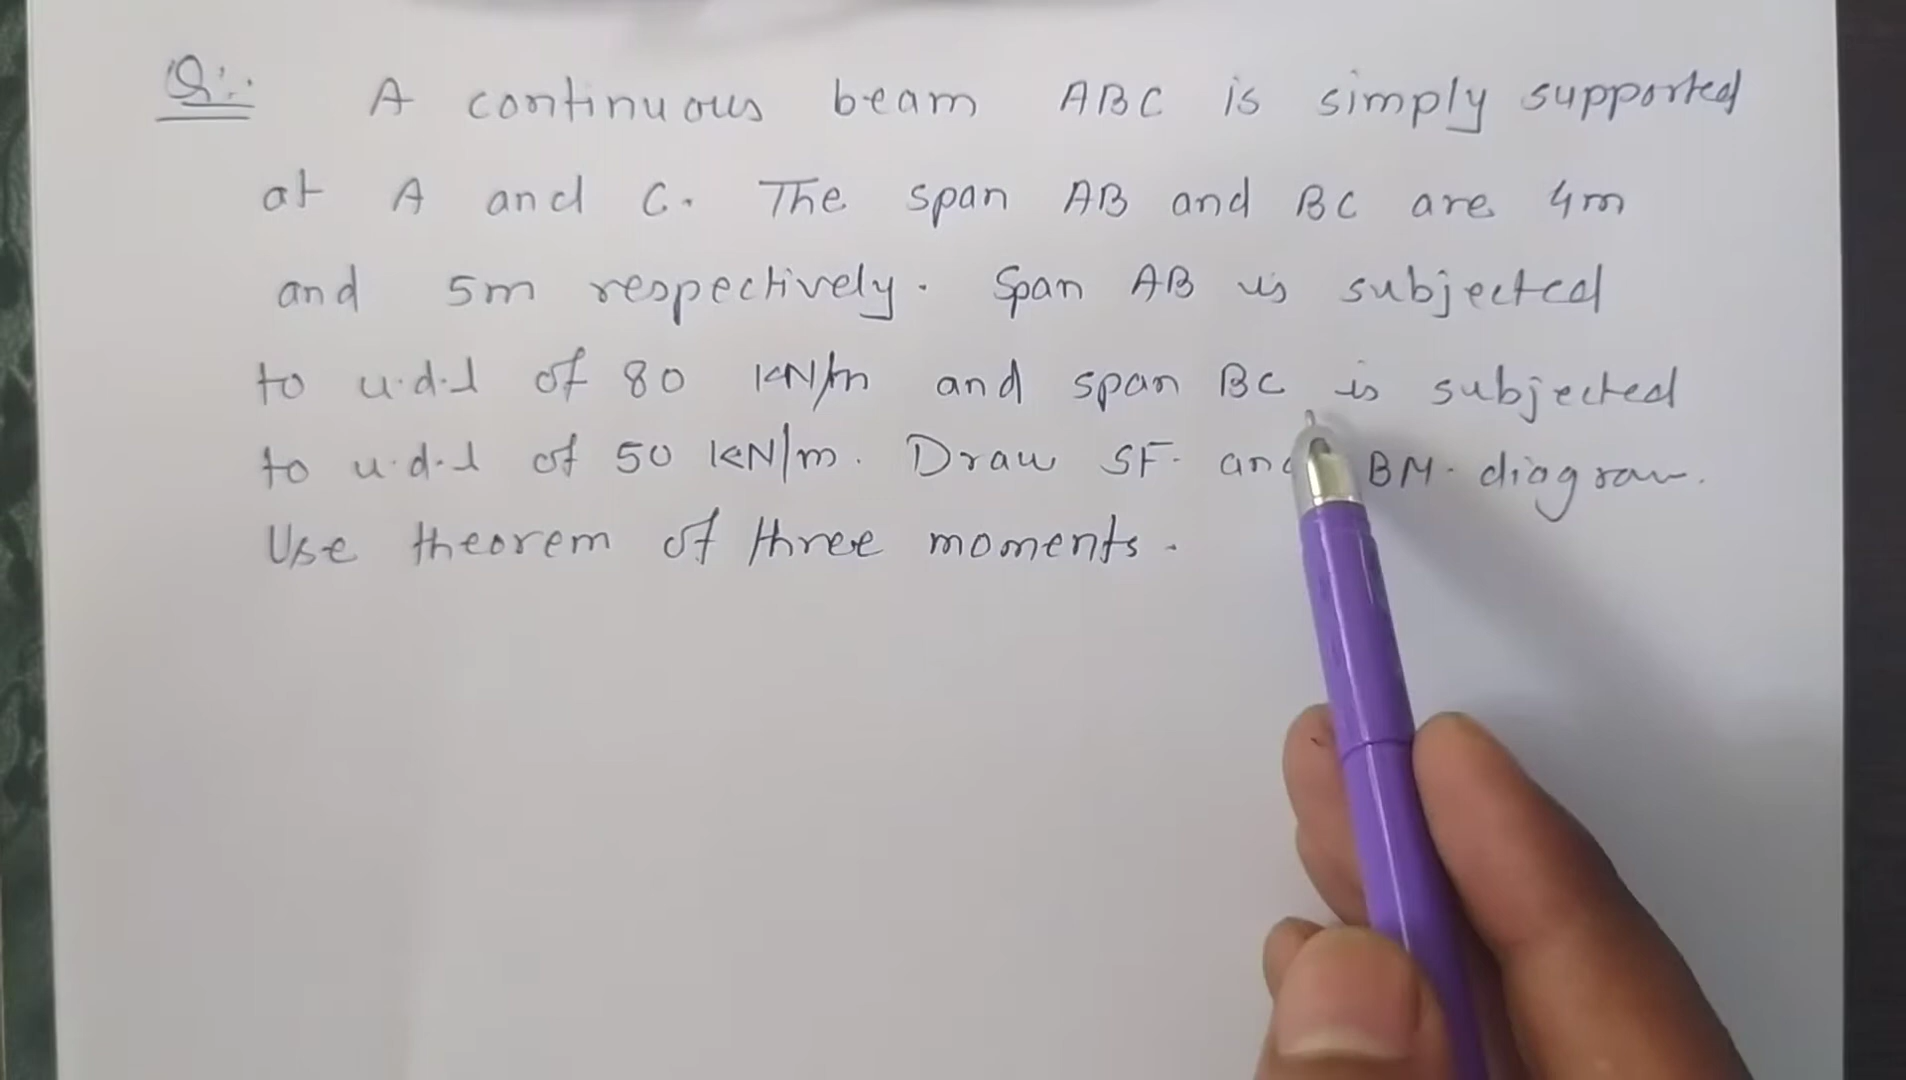 Q:- A continuous beam ABC is simply supported
at A and C. The span AB and BC are 4m
and 5m respectively. Span AB is subjected
to u.d.l of 80 kN/m and span BC is subjected
to u.d.l of 50 kN/m. Draw SF. and BM. diagram.
Use theorem of three moments.